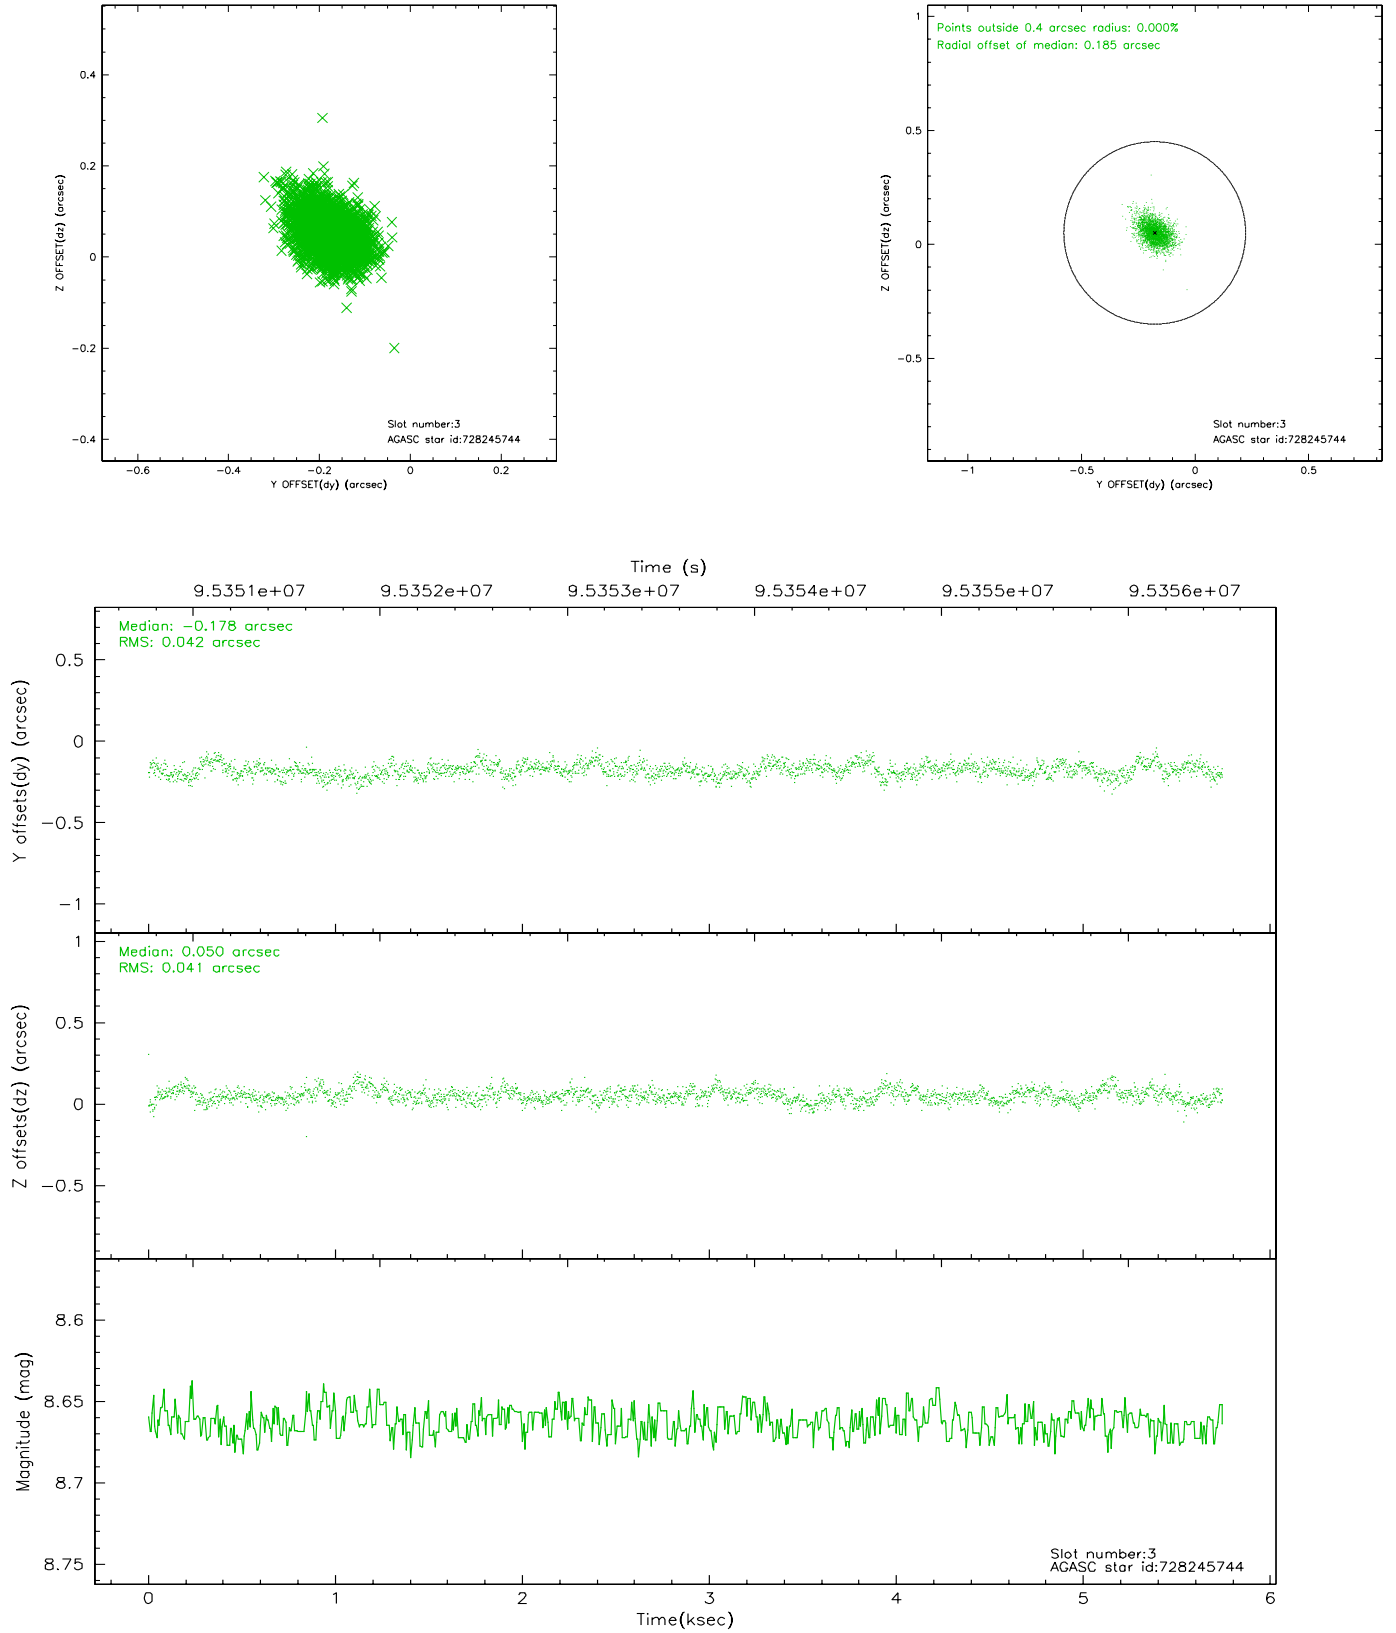 0.4
0.2
0
-0.2
-0.4
Z OFFSET(dz) (arcsec)
Slot number:3
AGASC star id:728245744
-0.6 -0.4 -0.2 0 0.2
Y OFFSET(dy) (arcsec)
Points outside 0.4 arcsec radius: 0.000%
Radial offset of median: 0.185 arcsec
1
0.5
0
-0.5
Z OFFSET(dz) (arcsec)
Slot number:3
AGASC star id:728245744
-1 -0.5 0 0.5
Y OFFSET(dy) (arcsec)
Time (s)
9.5351e+07 9.5352e+07 9.5353e+07 9.5354e+07 9.5355e+07 9.5356e+07
Median: -0.178 arcsec
RMS: 0.042 arcsec
0.5
0
-0.5
-1
Y offsets(dy) (arcsec)
Median: 0.050 arcsec
RMS: 0.041 arcsec
1
0.5
0
-0.5
Z offsets(dz) (arcsec)
8.6
8.65
8.7
8.75
Magnitude (mag)
Slot number:3
AGASC star id:728245744
0 1 2 3 4 5 6
Time(ksec)